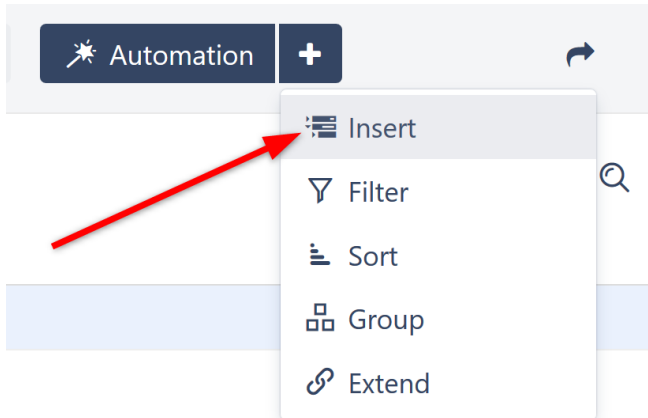 Automation
Insert
Filter
Sort
Group
Extend